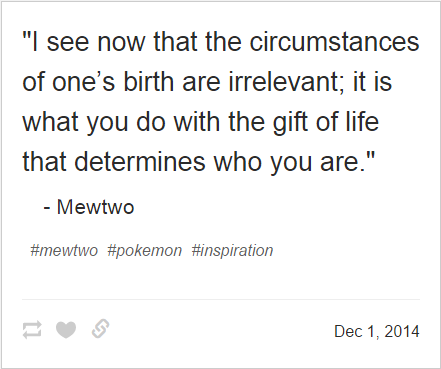 "I see now that the circumstances
of one’s birth are irrelevant; it is
what you do with the gift of life
that determines who you are."
- Mewtwo
#mewtwo #pokemon #inspiration
Dec 1, 2014